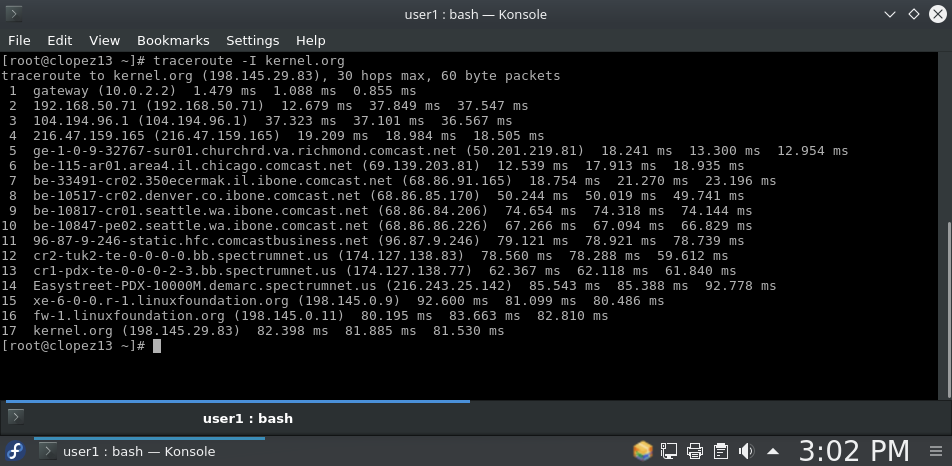 user1 : bash — Konsole
File Edit View Bookmarks Settings Help
[root@clopez13 ~]# traceroute -I kernel.org
traceroute to kernel.org (198.145.29.83), 30 hops max, 60 byte packets
1 gateway (10.0.2.2) 1.479 ms 1.088 ms 0.855 ms
2 192.168.50.71 (192.168.50.71) 12.679 ms 37.849 ms 37.547 ms
3 104.194.96.1 (104.194.96.1) 37.323 ms 37.101 ms 36.567 ms
4 216.47.159.165 (216.47.159.165) 19.209 ms 18.984 ms 18.505 ms
5 ge-1-0-9-32767-sur01.churchrd.va.richmond.comcast.net (50.201.219.81) 18.241 ms 13.300 ms 12.954 ms
6 be-115-ar01.area4.il.chicago.comcast.net (69.139.203.81) 12.539 ms 17.913 ms 18.935 ms
7 be-33491-cr02.350ecermak.il.ibone.comcast.net (68.86.91.165) 18.754 ms 21.270 ms 23.196 ms
8 be-10517-cr02.denver.co.ibone.comcast.net (68.86.85.170) 50.244 ms 50.019 ms 49.741 ms
9 be-10817-cr01.seattle.wa.ibone.comcast.net (68.86.84.206) 74.654 ms 74.318 ms 74.144 ms
10 be-10847-pe02.seattle.wa.ibone.comcast.net (68.86.86.226) 67.266 ms 67.094 ms 66.829 ms
11 96-87-9-246-static.hfc.comcastbusiness.net (96.87.9.246) 79.121 ms 78.921 ms 78.739 ms
12 cr2-tuk2-te-0-0-0-0.bb.spectrumnet.us (174.127.138.83) 78.560 ms 78.288 ms 59.612 ms
13 cr1-pdx-te-0-0-0-2-3.bb.spectrumnet.us (174.127.138.77) 62.367 ms 62.118 ms 61.840 ms
14 Easystreet-PDX-10000M.demarc.spectrumnet.us (216.243.25.142) 85.543 ms 85.388 ms 92.778 ms
15 xe-6-0-0.r-1.linuxfoundation.org (198.145.0.9) 92.600 ms 81.099 ms 80.486 ms
16 fw-1.linuxfoundation.org (198.145.0.11) 80.195 ms 83.663 ms 82.810 ms
17 kernel.org (198.145.29.83) 82.398 ms 81.885 ms 81.530 ms
[root@clopez13 ~]#
user1 : bash
user1 : bash — Konsole
3:02 PM